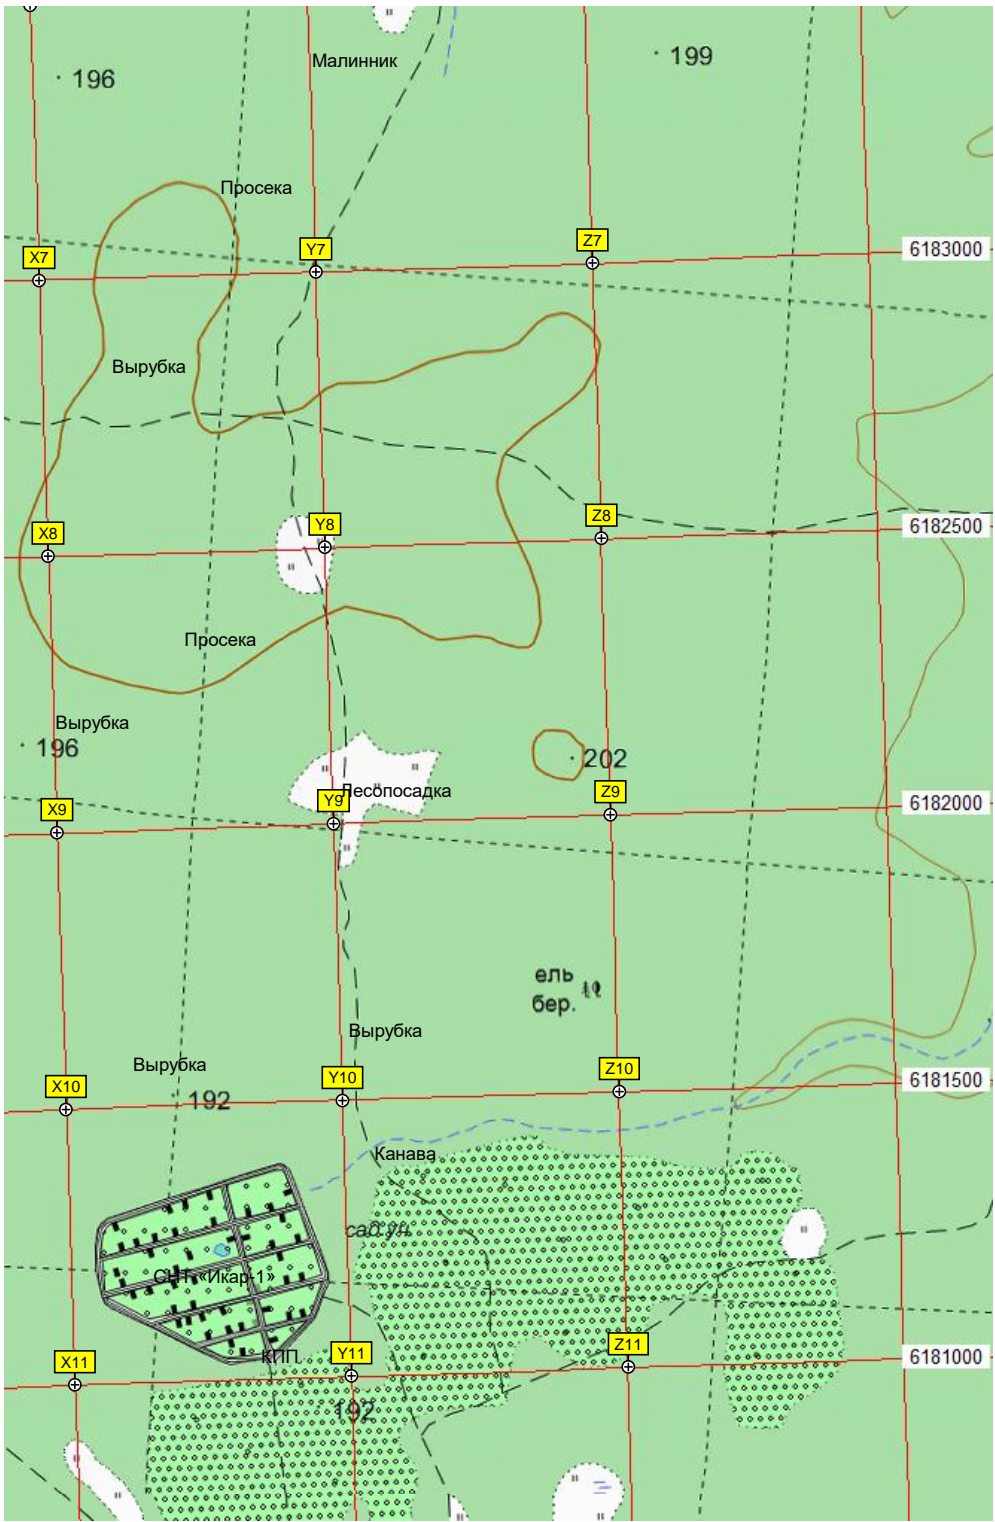 Малинник
199
196
Просека
X7
Y7
Z7
6183000
Вырубка
X8
Y8
Z8
6182500
Просека
Вырубка
196
202
Лесопосадка
X9
Y9
Z9
6182000
ель
бер.
Вырубка
Вырубка
X10
Y10
Z10
6181500
192
Канава
сад ун.
СНТ «Икар-1»
КПП
X11
Y11
Z11
6181000
192